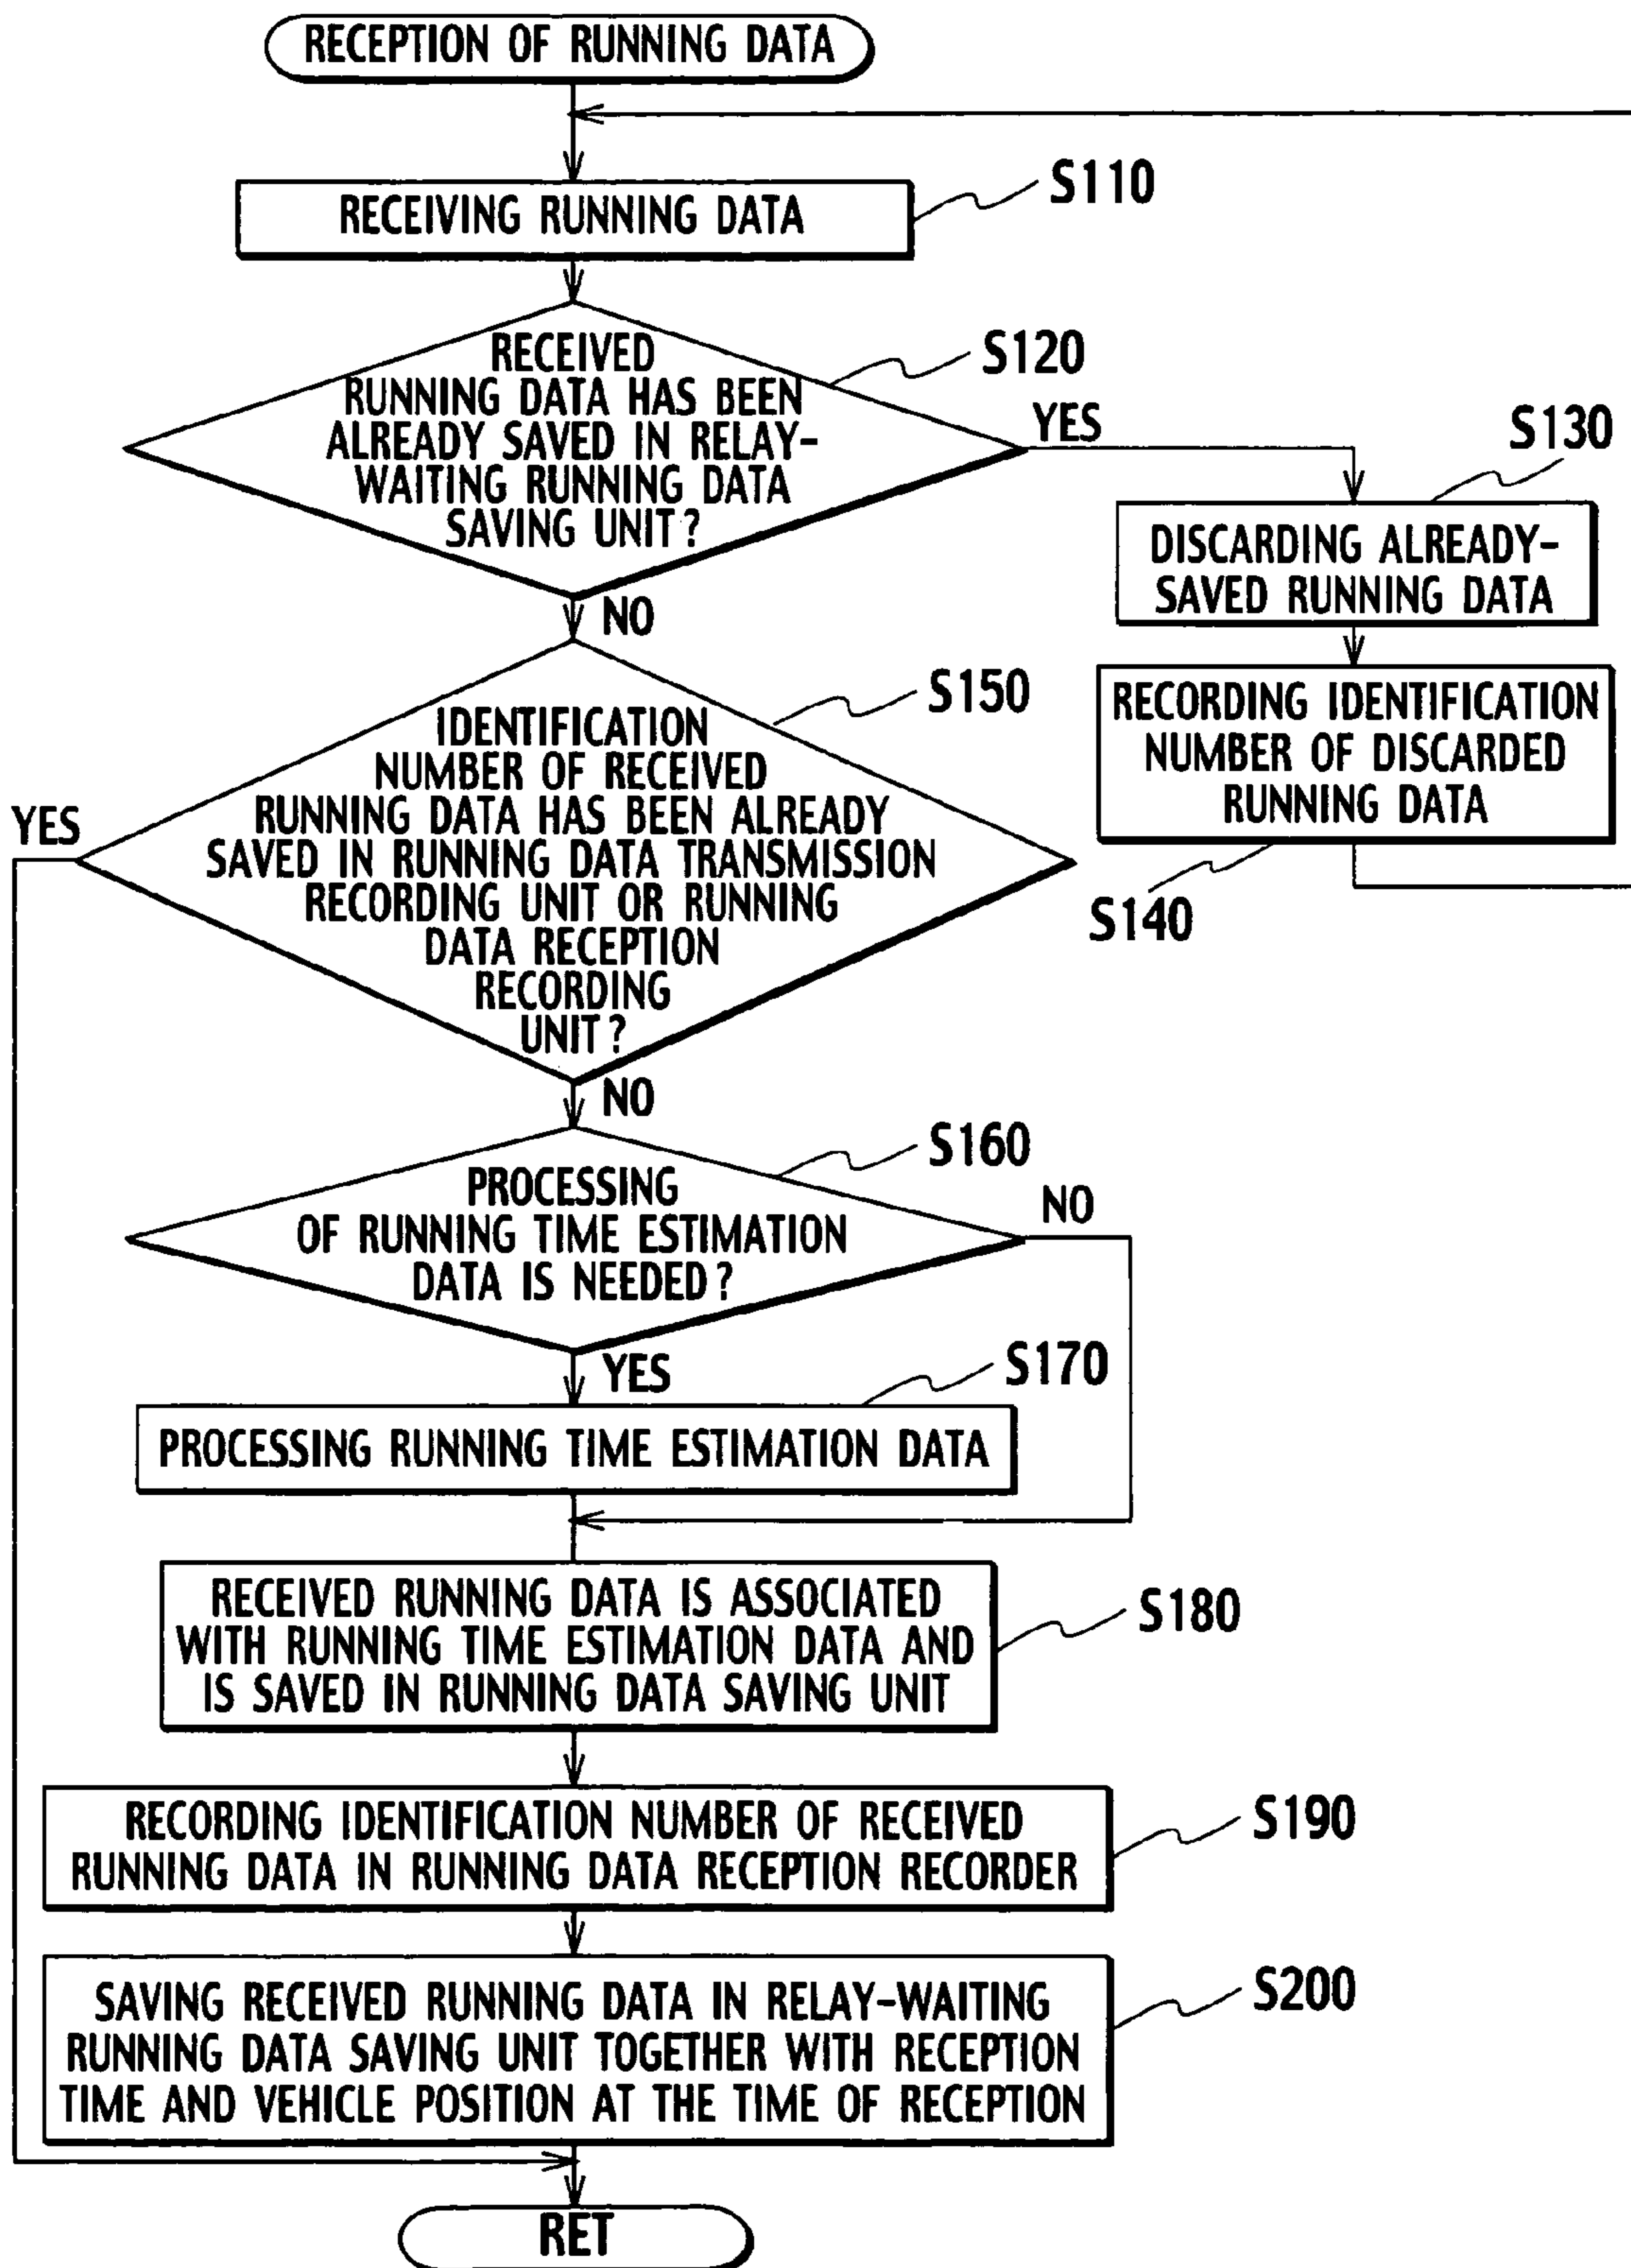 RECEPTION OF RUNNING DATA
RECEIVING RUNNING DATA
S110
RECEIVED
RUNNING DATA HAS BEEN
ALREADY SAVED IN RELAY-
WAITING RUNNING DATA
SAVING UNIT?
S120
YES
NO
S130
DISCARDING ALREADY-
SAVED RUNNING DATA
RECORDING IDENTIFICATION
NUMBER OF DISCARDED
RUNNING DATA
S140
IDENTIFICATION
NUMBER OF RECEIVED
RUNNING DATA HAS BEEN ALREADY
SAVED IN RUNNING DATA TRANSMISSION
RECORDING UNIT OR RUNNING
DATA RECEPTION
RECORDING
UNIT?
S150
YES
NO
PROCESSING
OF RUNNING TIME ESTIMATION
DATA IS NEEDED?
S160
NO
YES
S170
PROCESSING RUNNING TIME ESTIMATION DATA
RECEIVED RUNNING DATA IS ASSOCIATED
WITH RUNNING TIME ESTIMATION DATA AND
IS SAVED IN RUNNING DATA SAVING UNIT
S180
RECORDING IDENTIFICATION NUMBER OF RECEIVED
RUNNING DATA IN RUNNING DATA RECEPTION RECORDER
S190
SAVING RECEIVED RUNNING DATA IN RELAY-WAITING
RUNNING DATA SAVING UNIT TOGETHER WITH RECEPTION
TIME AND VEHICLE POSITION AT THE TIME OF RECEPTION
S200
RET